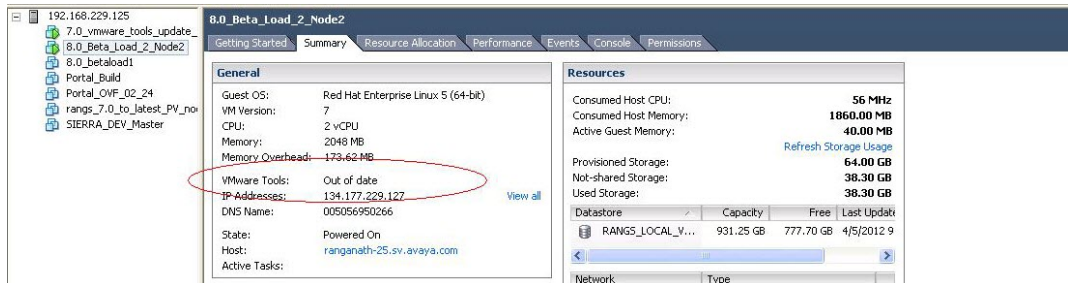 192.168.229.125
7.0_vmware_tools_update_
8.0_Beta_Load_2_Node2
8.0_betaload1
Portal_Build
Portal_OVF_02_24
rangs_7.0_to_latest_PV_no
SIERRA_DEV_Master
8.0_Beta_Load_2_Node2
Getting Started Summary Resource Allocation Performance Events Console Permissions
General
Guest OS: Red Hat Enterprise Linux 5 (64-bit)
VM Version: 7
CPU: 2 vCPU
Memory: 2048 MB
Memory Overhead: 173.62 MB
VMware Tools: Out of date
IP Addresses: 134.177.229.127 View all
DNS Name: 005056950266
State: Powered On
Host: ranganath-25.sv.avaya.com
Active Tasks:
Resources
Consumed Host CPU: 56 MHz
Consumed Host Memory: 1860.00 MB
Active Guest Memory: 40.00 MB
Refresh Storage Usage
Provisioned Storage: 64.00 GB
Not-shared Storage: 38.30 GB
Used Storage: 38.30 GB
Datastore Capacity Free Last Update
RANGS_LOCAL_V... 931.25 GB 777.70 GB 4/5/2012 9
Network Type